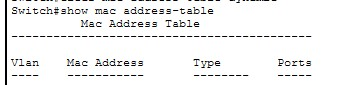 Switch#show mac address-table
Mac Address Table
-------------------------------------------
Vlan    Mac Address       Type        Ports
----    -----------       --------    -----